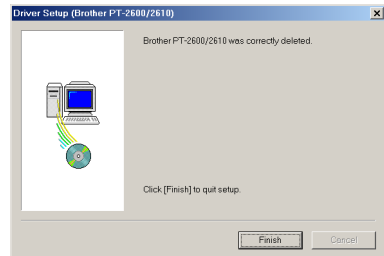 Driver Setup (Brother PT-2600/2610)
Brother PT-2600/2610 was correctly deleted.
Click [Finish] to quit setup.
Finish
Cancel